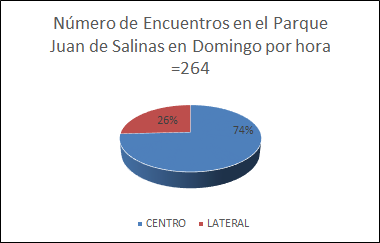 Número de Encuentros en el Parque
Juan de Salinas en Domingo por hora
=264
26%
74%
CENTRO LATERAL